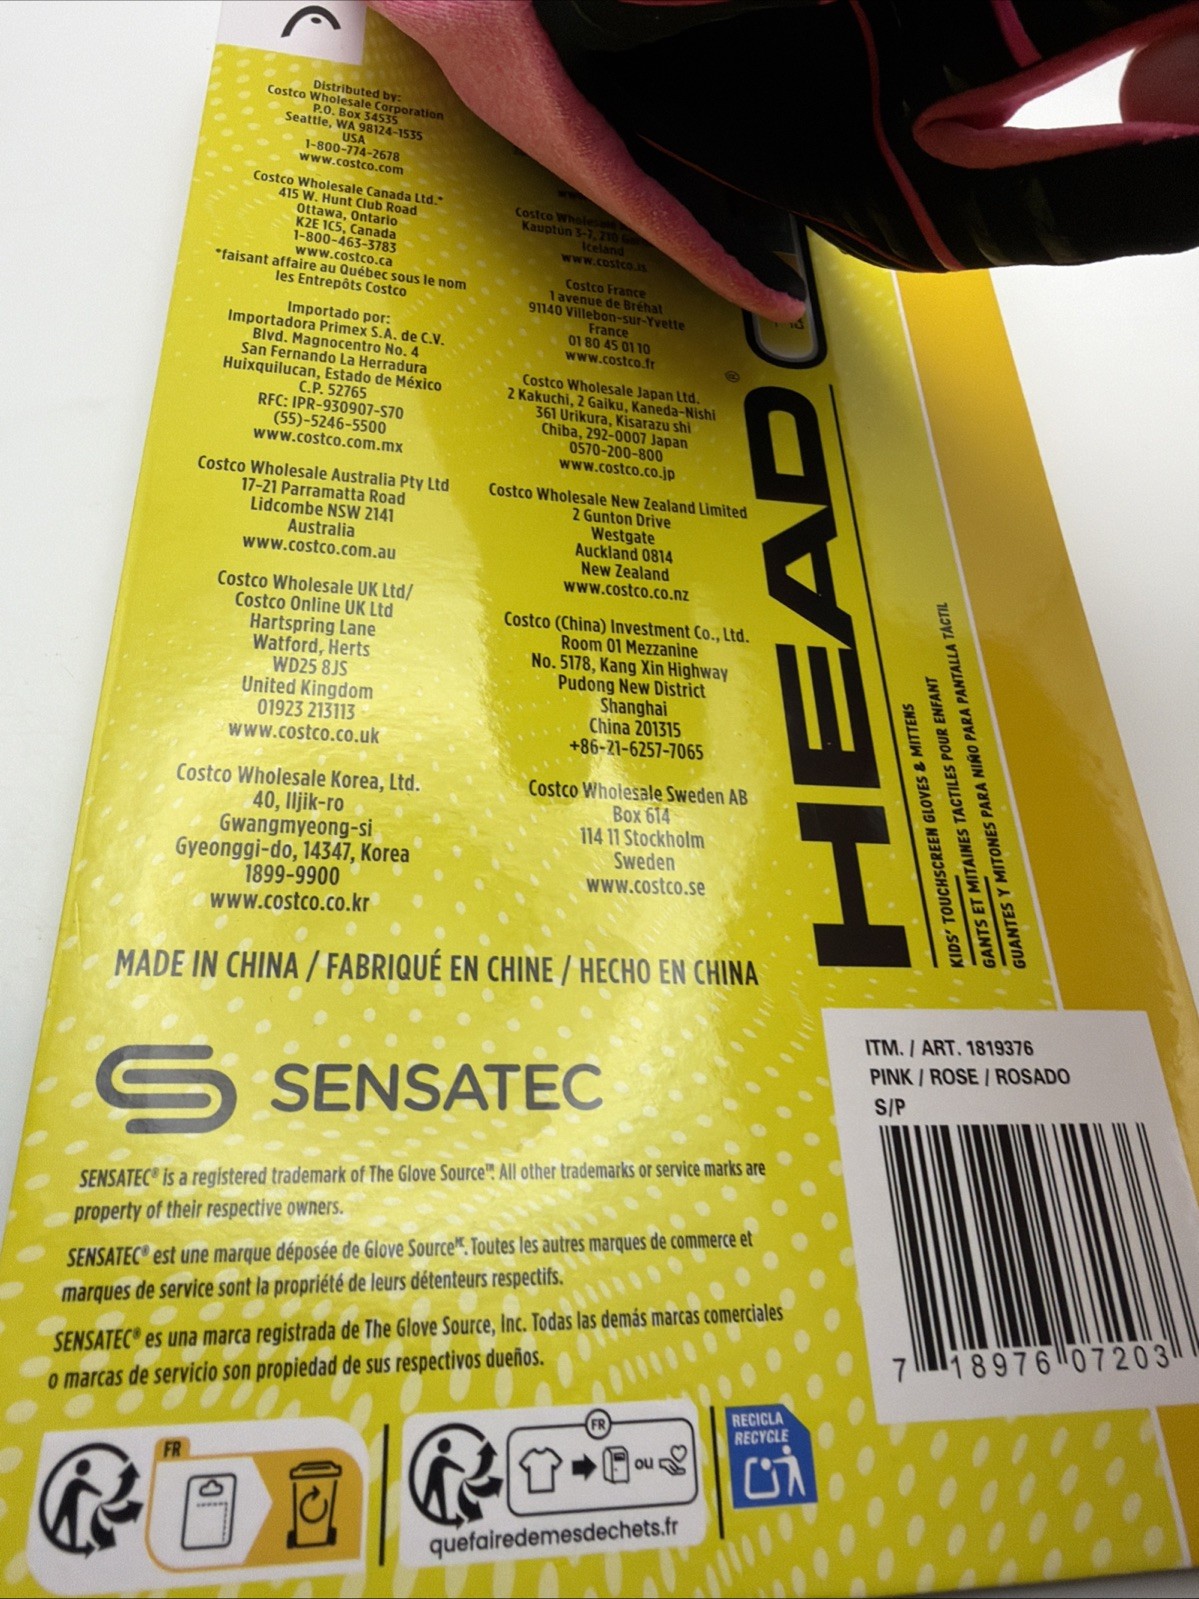 Distributed by:
Costco Wholesale Corporation
P.O. Box 34535
Seattle, WA 98124-1535
USA
1-800-774-2678
www.costco.com
Costco Wholesale Canada Ltd.*
415 W. Hunt Club Road
Ottawa, Ontario
K2E 1C5, Canada
1-800-463-3783
www.costco.ca
*faisant affaire au Québec sous le nom
les Entrepôts Costco
Importado por:
Importadora Primex S.A. de C.V.
Blvd. Magnocentro No. 4
San Fernando La Herradura
Huixquilucan, Estado de México
C.P. 52765
RFC: IPR-930907-S70
(55)-5246-5500
www.costco.com.mx
Costco Wholesale Australia Pty Ltd
17-21 Parramatta Road
Lidcombe NSW 2141
Australia
www.costco.com.au
Costco Wholesale UK Ltd/
Costco Online UK Ltd
Hartspring Lane
Watford, Herts
WD25 8JS
United Kingdom
01923 213113
www.costco.co.uk
Costco Wholesale Korea, Ltd.
40, Iljik-ro
Gwangmyeong-si
Gyeonggi-do, 14347, Korea
1899-9900
www.costco.co.kr
Costco Wholesale
Kauptún 3-7, 210
Iceland
www.costco.is
Costco France
1 avenue de Bréhat
91140 Villebon-sur-Yvette
France
01 80 45 01 10
www.costco.fr
Costco Wholesale Japan Ltd.
2 Kakuchi, 2 Gaiku, Kaneda-Nishi
361 Urikura, Kisarazu shi
Chiba, 292-0007 Japan
0570-200-800
www.costco.co.jp
Costco Wholesale New Zealand Limited
2 Gunton Drive
Westgate
Auckland 0814
New Zealand
www.costco.co.nz
Costco (China) Investment Co., Ltd.
Room 01 Mezzanine
No. 5178, Kang Xin Highway
Pudong New District
Shanghai
China 201315
+86-21-6257-7065
Costco Wholesale Sweden AB
Box 614
114 11 Stockholm
Sweden
www.costco.se
MADE IN CHINA / FABRIQUÉ EN CHINE / HECHO EN CHINA
SENSATEC
SENSATEC® is a registered trademark of The Glove Source™. All other trademarks or service marks are
property of their respective owners.
SENSATEC® est une marque déposée de Glove Source MC. Toutes les autres marques de commerce et
marques de service sont la propriété de leurs détenteurs respectifs.
SENSATEC® es una marca registrada de The Glove Source, Inc. Todas las demás marcas comerciales
o marcas de servicio son propiedad de sus respectivos dueños.
FR
FR
ou
quefairedemesdechets.fr
RECICLA
RECYCLE
HEAD
KIDS' TOUCHSCREEN GLOVES & MITTENS
GANTS ET MITAINES TACTILES POUR ENFANT
GUANTES Y MITONES PARA NIÑO PARA PANTALLA TÁCTIL
ITM. / ART. 1819376
PINK / ROSE / ROSADO
S/P
7 18976 07203